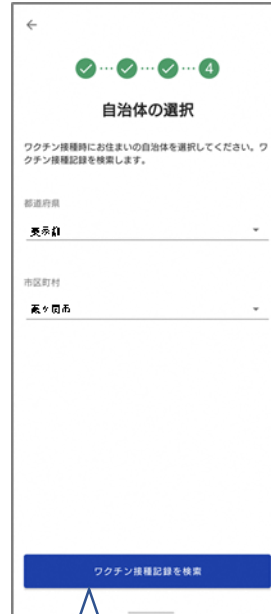 4
自治体の選択
ワクチン接種時にお住まいの自治体を選択してください。ワ
クチン接種記録を検索します。
都道府県
市区町村
ワクチン接種記録を検索